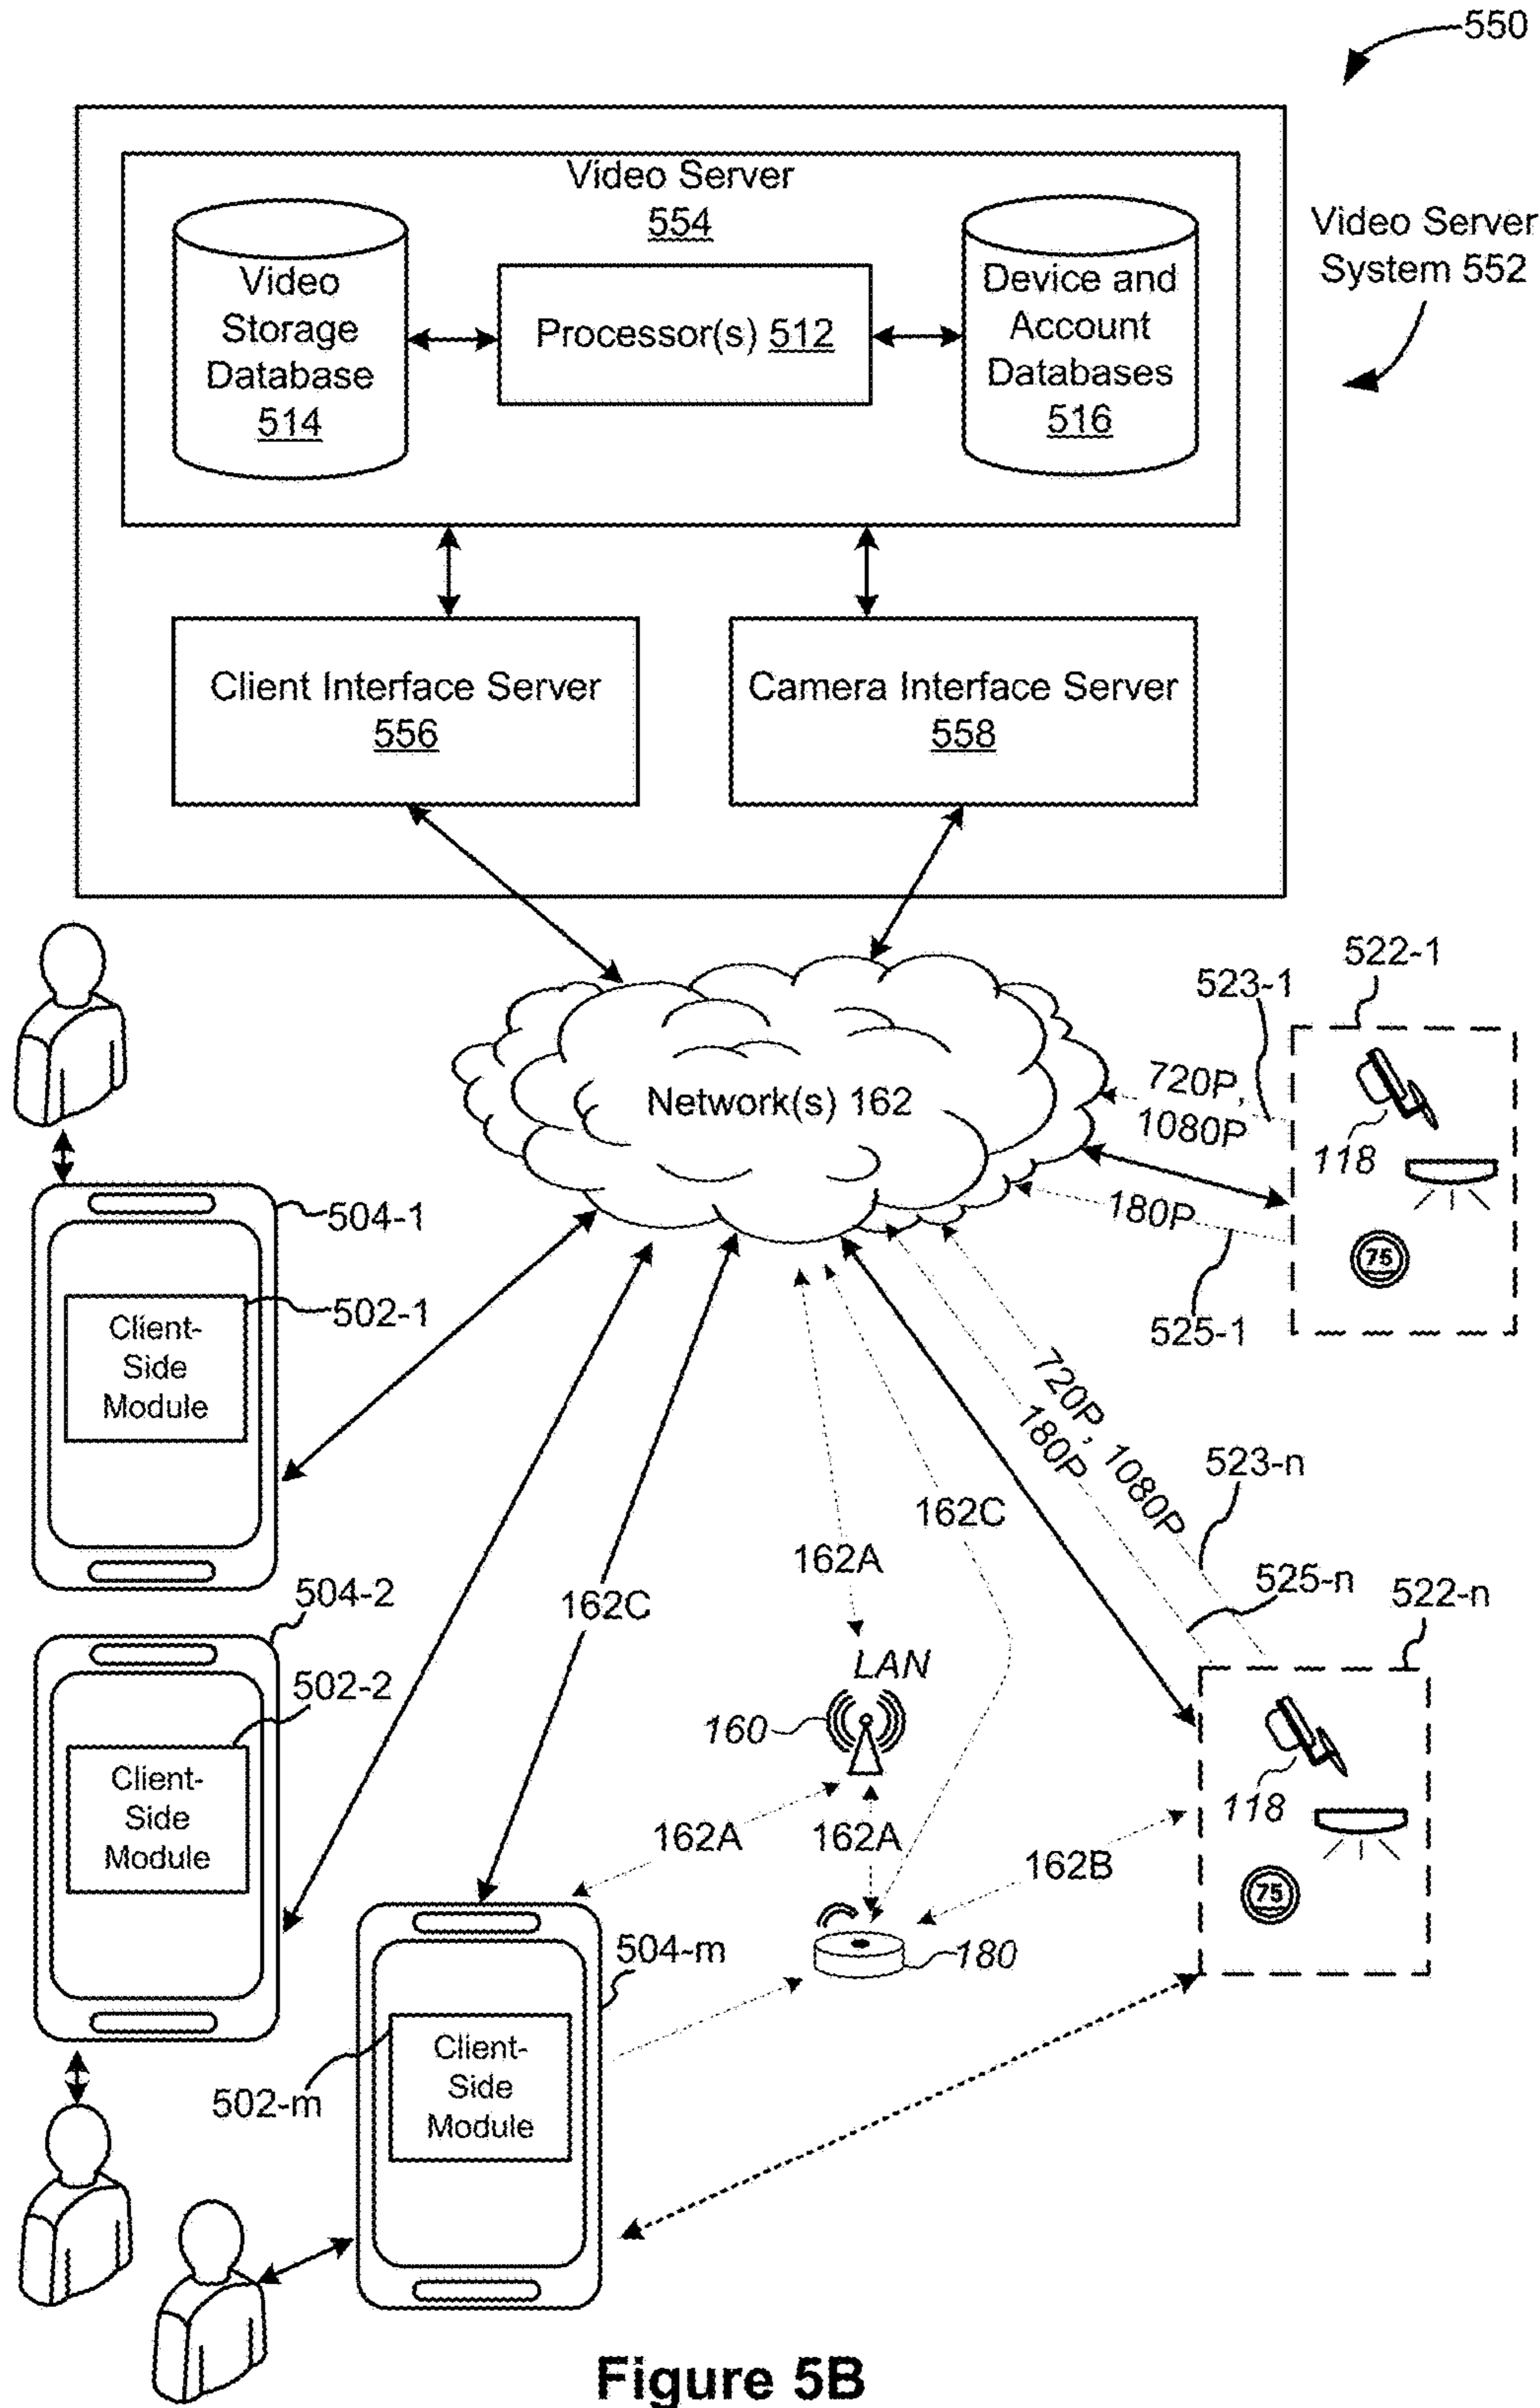 550
Video Server
554
Video Server
System 552
Video
Storage
Database
514
Processor(s) 512
Device and
Account
Databases
516
Client Interface Server
556
Camera Interface Server
558
Network(s) 162
522-1
523-1
720P,
1080P
118
180P
75
525-1
504-1
502-1
Client-
Side
Module
720P, 1080P
180P
523-n
162C
162A
525-n
522-n
504-2
162C
502-2
Client-
Side
Module
LAN
160
118
162A
162A
162B
75
504-m
180
Client-
Side
Module
502-m
Figure 5B